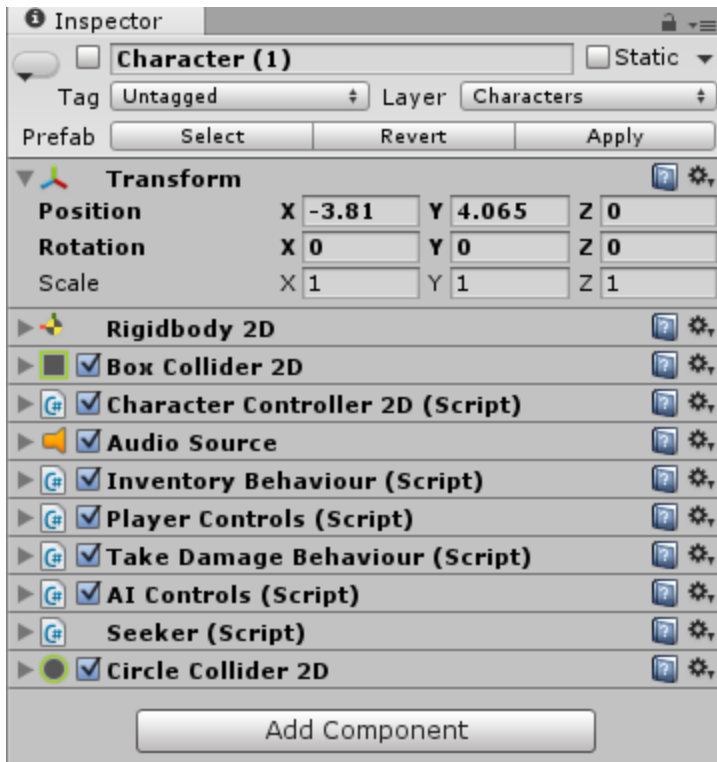 Inspector
Character (1) Static
Tag Untagged Layer Characters
Prefab Select Revert Apply
Transform
Position X -3.81 Y 4.065 Z 0
Rotation X 0 Y 0 Z 0
Scale X 1 Y 1 Z 1
Rigidbody 2D
Box Collider 2D
C# Character Controller 2D (Script)
Audio Source
C# Inventory Behaviour (Script)
C# Player Controls (Script)
C# Take Damage Behaviour (Script)
C# AI Controls (Script)
C# Seeker (Script)
Circle Collider 2D
Add Component